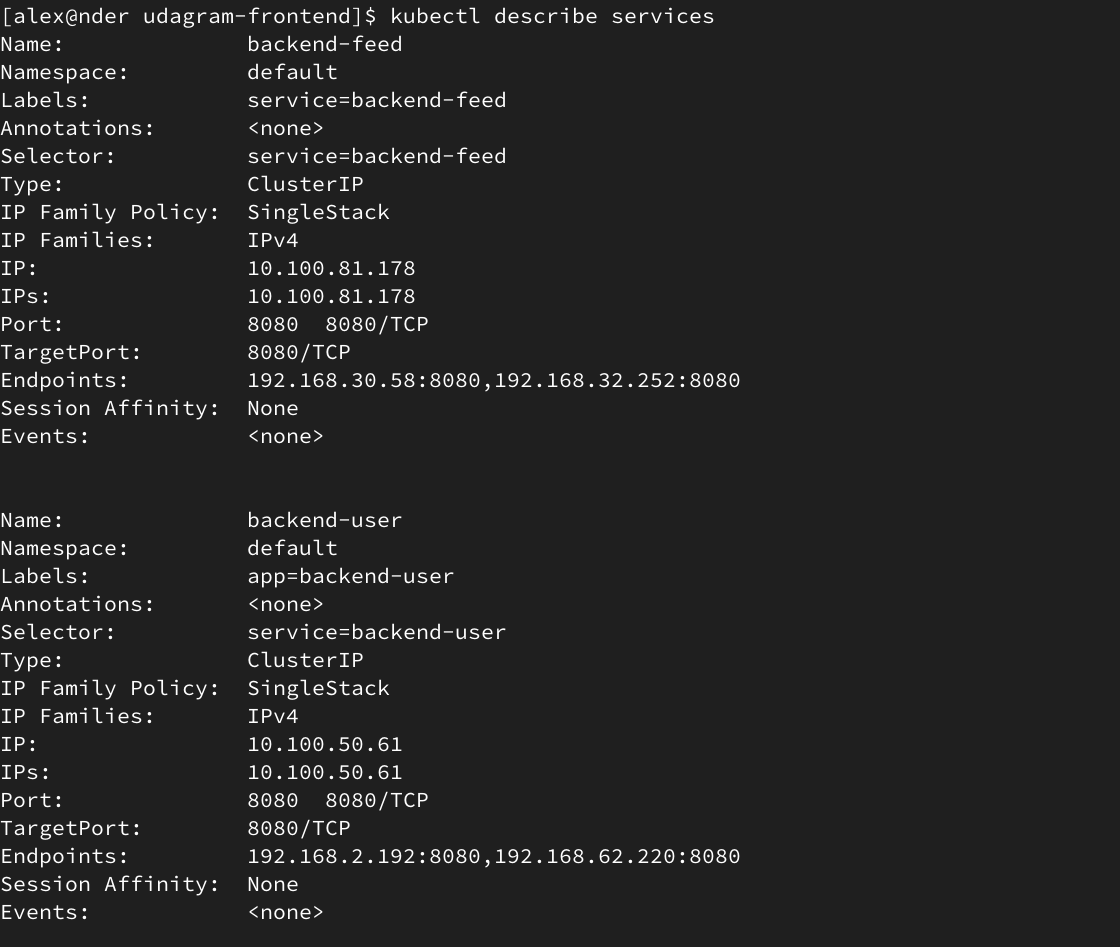 [alex@nder udagram-frontend]$ kubectl describe services
Name:              backend-feed
Namespace:         default
Labels:            service=backend-feed
Annotations:       <none>
Selector:          service=backend-feed
Type:              ClusterIP
IP Family Policy:  SingleStack
IP Families:       IPv4
IP:                10.100.81.178
IPs:               10.100.81.178
Port:              8080  8080/TCP
TargetPort:        8080/TCP
Endpoints:         192.168.30.58:8080,192.168.32.252:8080
Session Affinity:  None
Events:            <none>


Name:              backend-user
Namespace:         default
Labels:            app=backend-user
Annotations:       <none>
Selector:          service=backend-user
Type:              ClusterIP
IP Family Policy:  SingleStack
IP Families:       IPv4
IP:                10.100.50.61
IPs:               10.100.50.61
Port:              8080  8080/TCP
TargetPort:        8080/TCP
Endpoints:         192.168.2.192:8080,192.168.62.220:8080
Session Affinity:  None
Events:            <none>